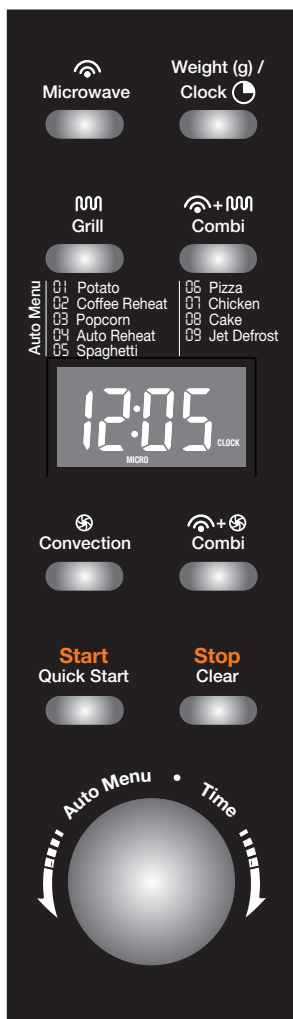 Microwave
Weight (g) /
Clock
Grill
+
Combi
Auto Menu
01 Potato
02 Coffee Reheat
03 Popcorn
04 Auto Reheat
05 Spaghetti
06 Pizza
07 Chicken
08 Cake
09 Jet Defrost
12:05
CLOCK
MICRO
Convection
+
Combi
Start
Quick Start
Stop
Clear
Auto Menu • Time